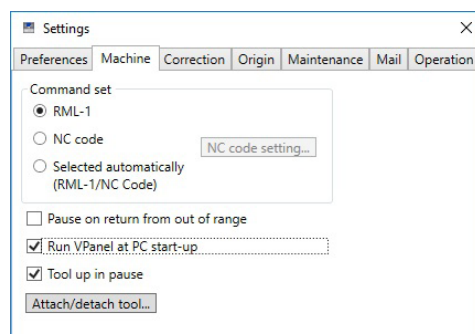 Settings
Preferences Machine Correction Origin Maintenance Mail Operation
Command set
RML-1
NC code
NC code setting...
Selected automatically
(RML-1/NC Code)
Pause on return from out of range
Run VPanel at PC start-up
Tool up in pause
Attach/detach tool...